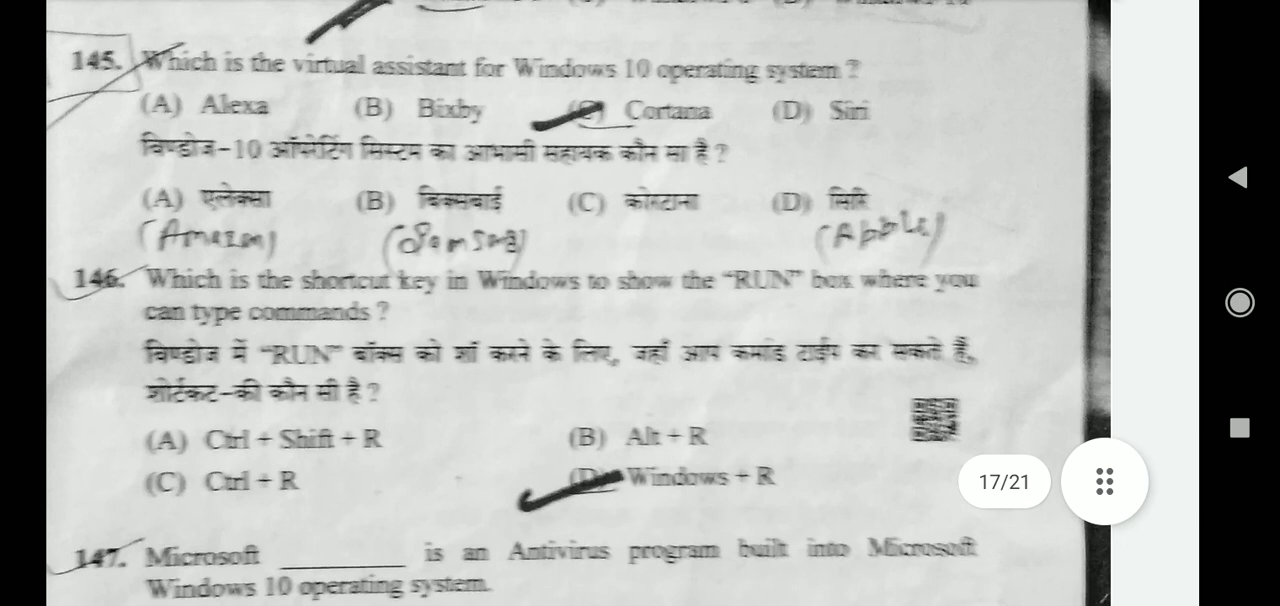 145. Which is the virtual assistant for Windows 10 operating system ?
(A) Alexa (B) Bixby (C) Cortana (D) Siri
विण्डोज-10 ऑपरेटिंग सिस्टम का आभासी सहायक कौन सा है ?
(A) एलेक्सा (B) बिक्सबाई (C) कोरटाना (D) सिरि
(Amazon)
146. Which is the shortcut key in Windows to show the “RUN” box where you
can type commands ?
विण्डोज में “RUN” बॉक्स को शॉ करने के लिए, जहाँ आप कमांड टाईप कर सकते हैं,
शोर्टकट-की कौन सी है ?
(A) Ctrl + Shift + R (B) Alt + R
(C) Ctrl + R (D) Windows + R
17/21
147. Microsoft ________ is an Antivirus program built into Microsoft
Windows 10 operating system.